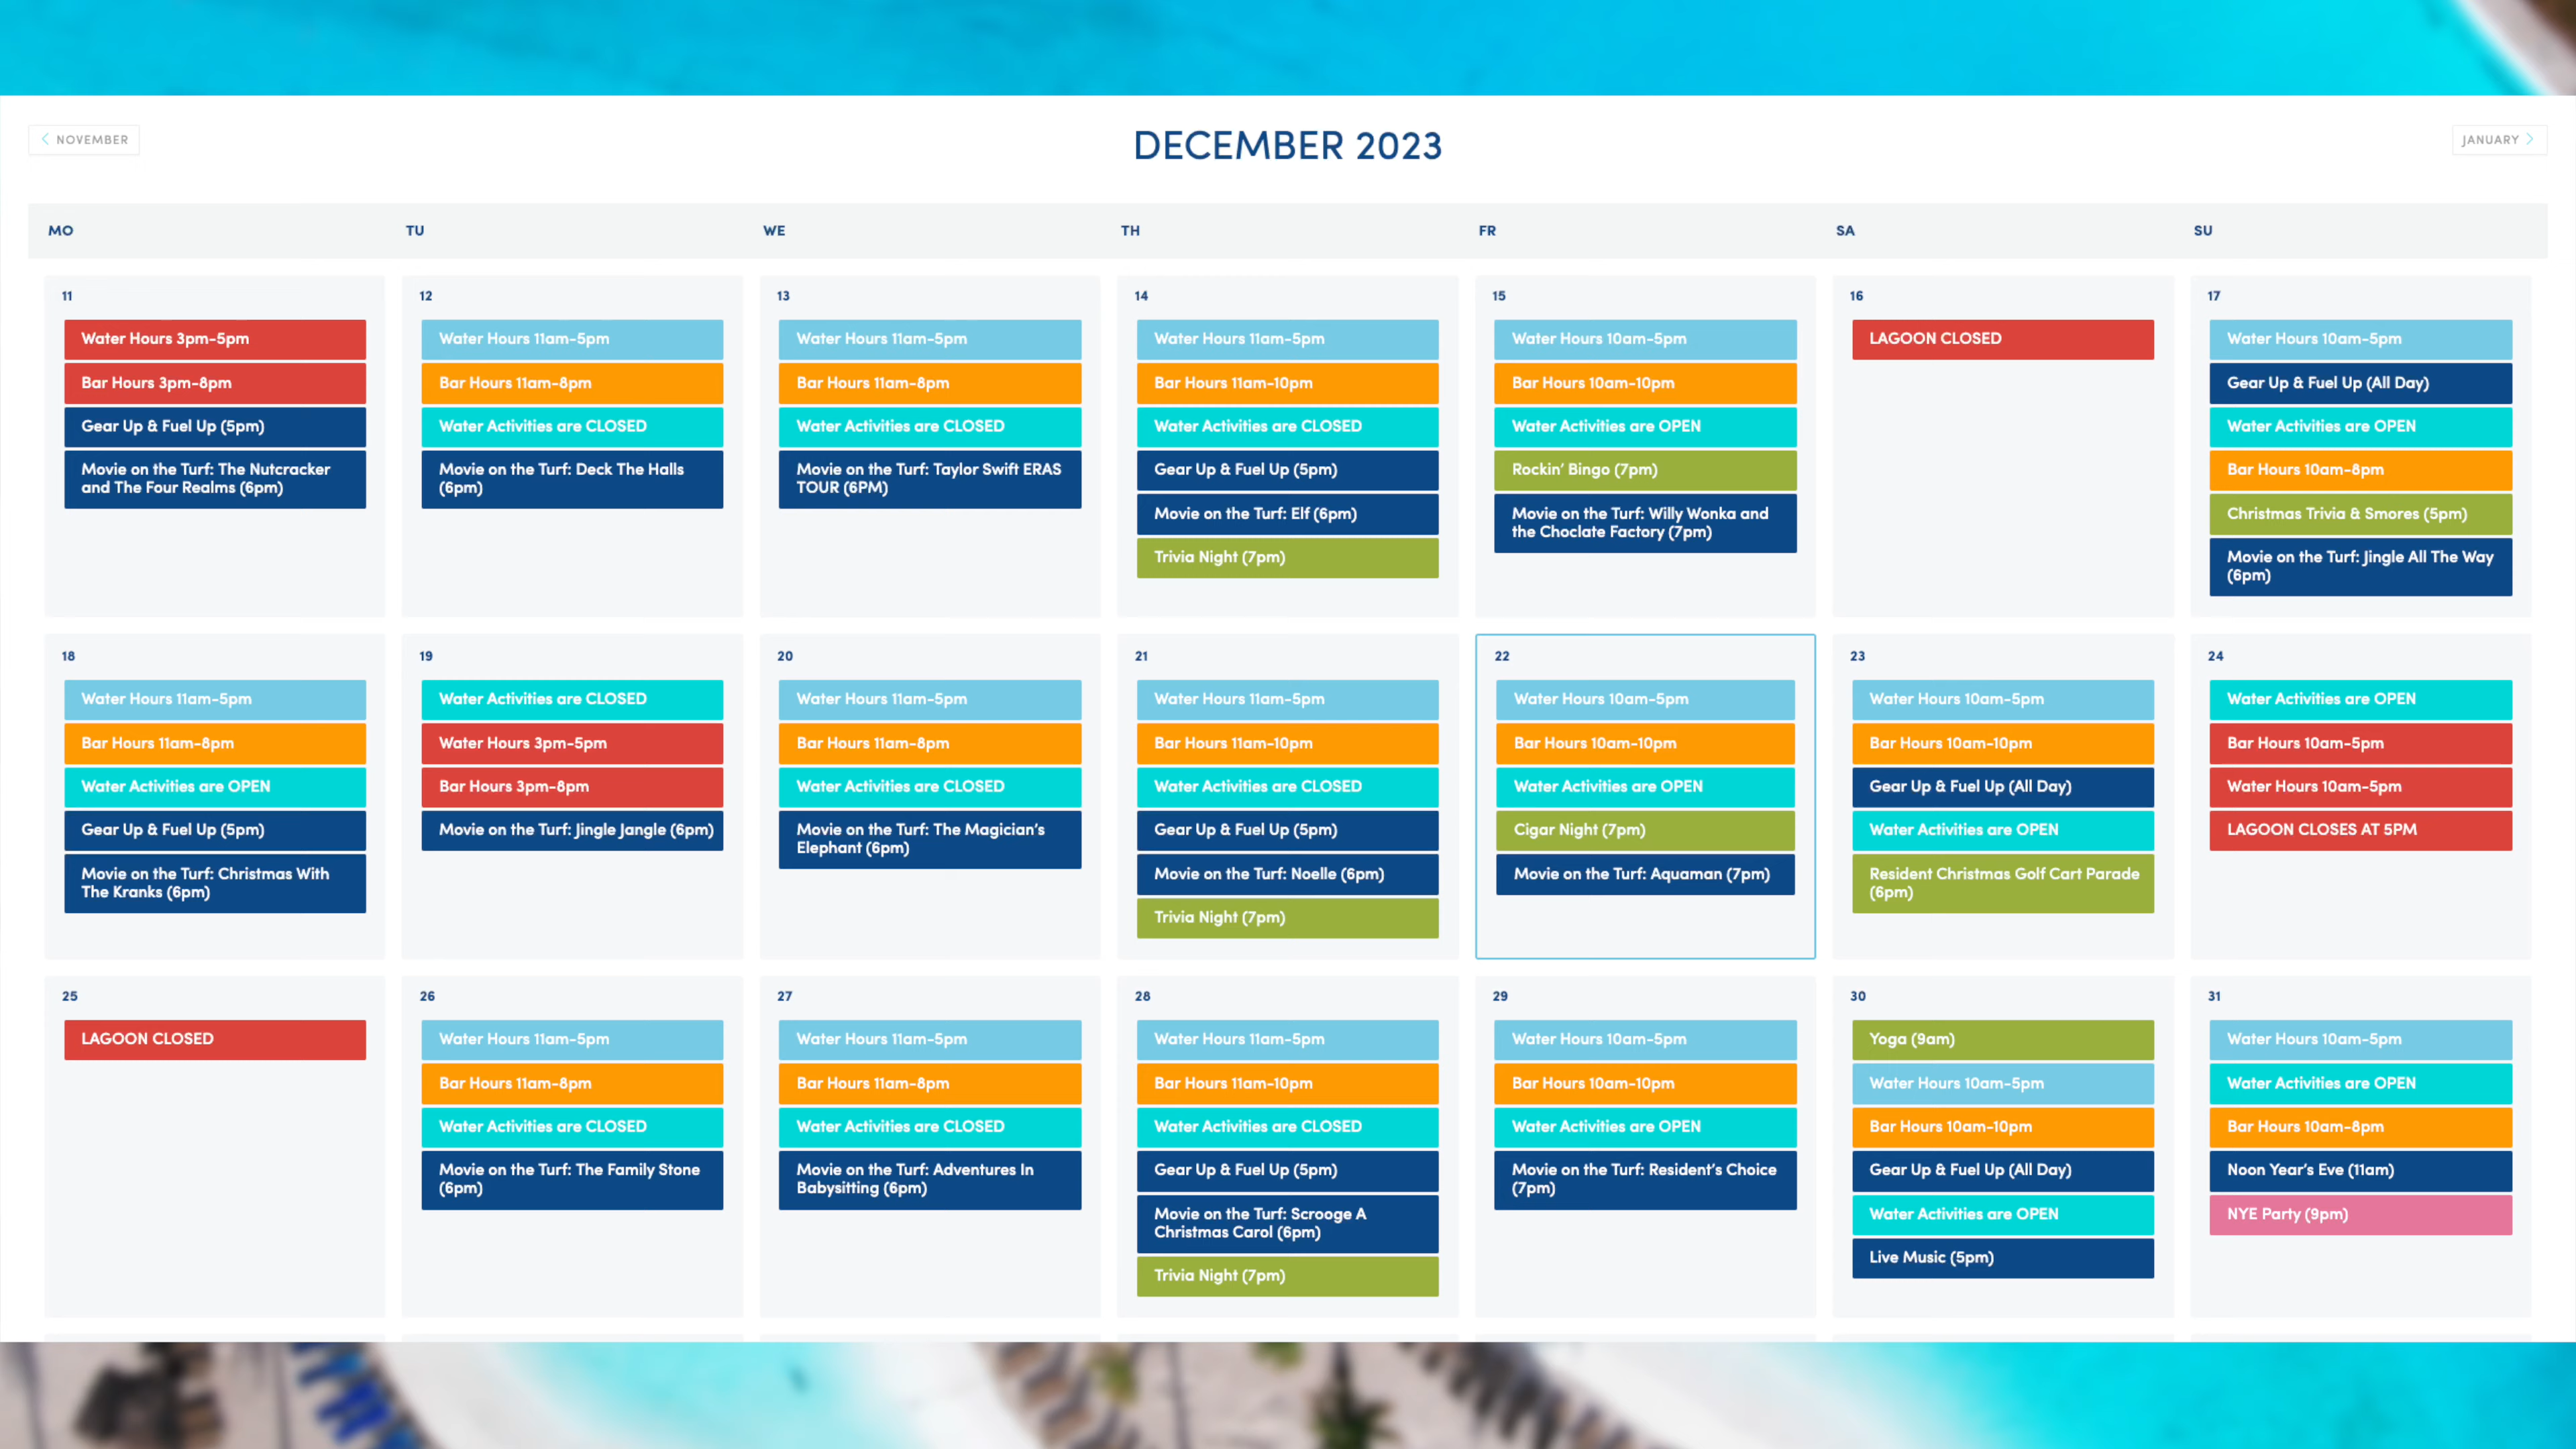 NOVEMBER
DECEMBER 2023
JANUARY
MO
TU
WE
TH
FR
SA
SU
11
Water Hours 3pm-5pm
Bar Hours 3pm-8pm
Gear Up & Fuel Up (5pm)
Movie on the Turf: The Nutcracker
and The Four Realms (6pm)
12
Water Hours 11am-5pm
Bar Hours 11am-8pm
Water Activities are CLOSED
Movie on the Turf: Deck The Halls
(6pm)
13
Water Hours 11am-5pm
Bar Hours 11am-8pm
Water Activities are CLOSED
Movie on the Turf: Taylor Swift ERAS
TOUR (6PM)
14
Water Hours 11am-5pm
Bar Hours 11am-10pm
Water Activities are CLOSED
Gear Up & Fuel Up (5pm)
Movie on the Turf: Elf (6pm)
Trivia Night (7pm)
15
Water Hours 10am-5pm
Bar Hours 10am-10pm
Water Activities are OPEN
Rockin' Bingo (7pm)
Movie on the Turf: Willy Wonka and
the Choclate Factory (7pm)
16
LAGOON CLOSED
17
Water Hours 10am-5pm
Gear Up & Fuel Up (All Day)
Water Activities are OPEN
Bar Hours 10am-8pm
Christmas Trivia & Smores (5pm)
Movie on the Turf: Jingle All The Way
(6pm)
18
Water Hours 11am-5pm
Bar Hours 11am-8pm
Water Activities are OPEN
Gear Up & Fuel Up (5pm)
Movie on the Turf: Christmas With
The Kranks (6pm)
19
Water Activities are CLOSED
Water Hours 3pm-5pm
Bar Hours 3pm-8pm
Movie on the Turf: Jingle Jangle (6pm)
20
Water Hours 11am-5pm
Bar Hours 11am-8pm
Water Activities are CLOSED
Movie on the Turf: The Magician's
Elephant (6pm)
21
Water Hours 11am-5pm
Bar Hours 11am-10pm
Water Activities are CLOSED
Gear Up & Fuel Up (5pm)
Movie on the Turf: Noelle (6pm)
Trivia Night (7pm)
22
Water Hours 10am-5pm
Bar Hours 10am-10pm
Water Activities are OPEN
Cigar Night (7pm)
Movie on the Turf: Aquaman (7pm)
23
Water Hours 10am-5pm
Bar Hours 10am-10pm
Gear Up & Fuel Up (All Day)
Water Activities are OPEN
Resident Christmas Golf Cart Parade
(6pm)
24
Water Activities are OPEN
Bar Hours 10am-5pm
Water Hours 10am-5pm
LAGOON CLOSES AT 5PM
25
LAGOON CLOSED
26
Water Hours 11am-5pm
Bar Hours 11am-8pm
Water Activities are CLOSED
Movie on the Turf: The Family Stone
(6pm)
27
Water Hours 11am-5pm
Bar Hours 11am-8pm
Water Activities are CLOSED
Movie on the Turf: Adventures In
Babysitting (6pm)
28
Water Hours 11am-5pm
Bar Hours 11am-10pm
Water Activities are CLOSED
Gear Up & Fuel Up (5pm)
Movie on the Turf: Scrooge A
Christmas Carol (6pm)
Trivia Night (7pm)
29
Water Hours 10am-5pm
Bar Hours 10am-10pm
Water Activities are OPEN
Movie on the Turf: Resident's Choice
(7pm)
30
Yoga (9am)
Water Hours 10am-5pm
Bar Hours 10am-10pm
Gear Up & Fuel Up (All Day)
Water Activities are OPEN
Live Music (5pm)
31
Water Hours 10am-5pm
Water Activities are OPEN
Bar Hours 10am-8pm
Noon Year's Eve (11am)
NYE Party (9pm)